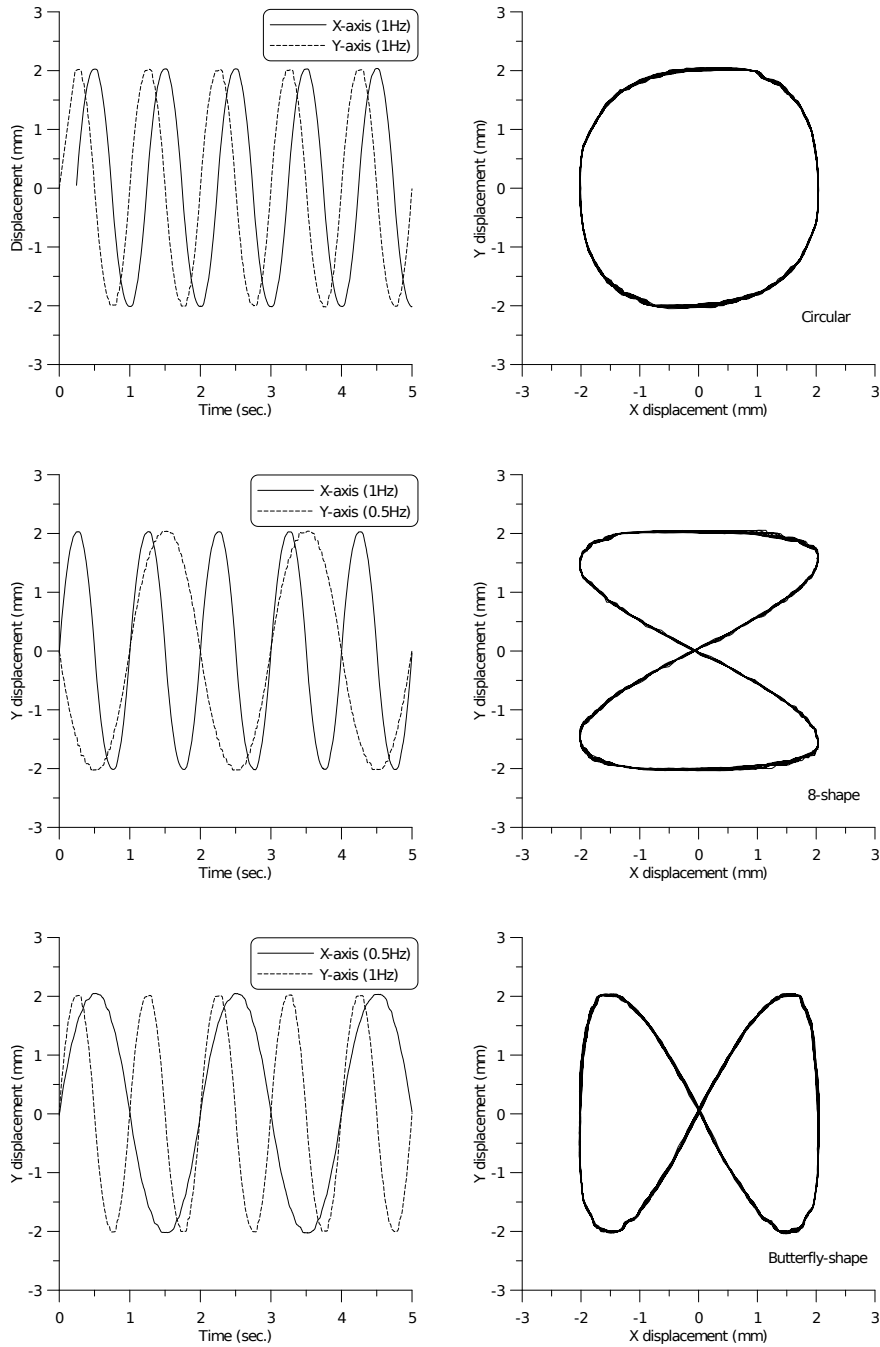 X-axis (1Hz)
Y-axis (1Hz)
Displacement (mm)
3
2
1
0
-1
-2
-3
0 1 2 3 4 5
Time (sec.)
Y displacement (mm)
3
2
1
0
-1
-2
-3
Circular
-3 -2 -1 0 1 2 3
X displacement (mm)
X-axis (1Hz)
Y-axis (0.5Hz)
Y displacement (mm)
3
2
1
0
-1
-2
-3
0 1 2 3 4 5
Time (sec.)
Y displacement (mm)
3
2
1
0
-1
-2
-3
8-shape
-3 -2 -1 0 1 2 3
X displacement (mm)
X-axis (0.5Hz)
Y-axis (1Hz)
Y displacement (mm)
3
2
1
0
-1
-2
-3
0 1 2 3 4 5
Time (sec.)
Y displacement (mm)
3
2
1
0
-1
-2
-3
Butterfly-shape
-3 -2 -1 0 1 2 3
X displacement (mm)